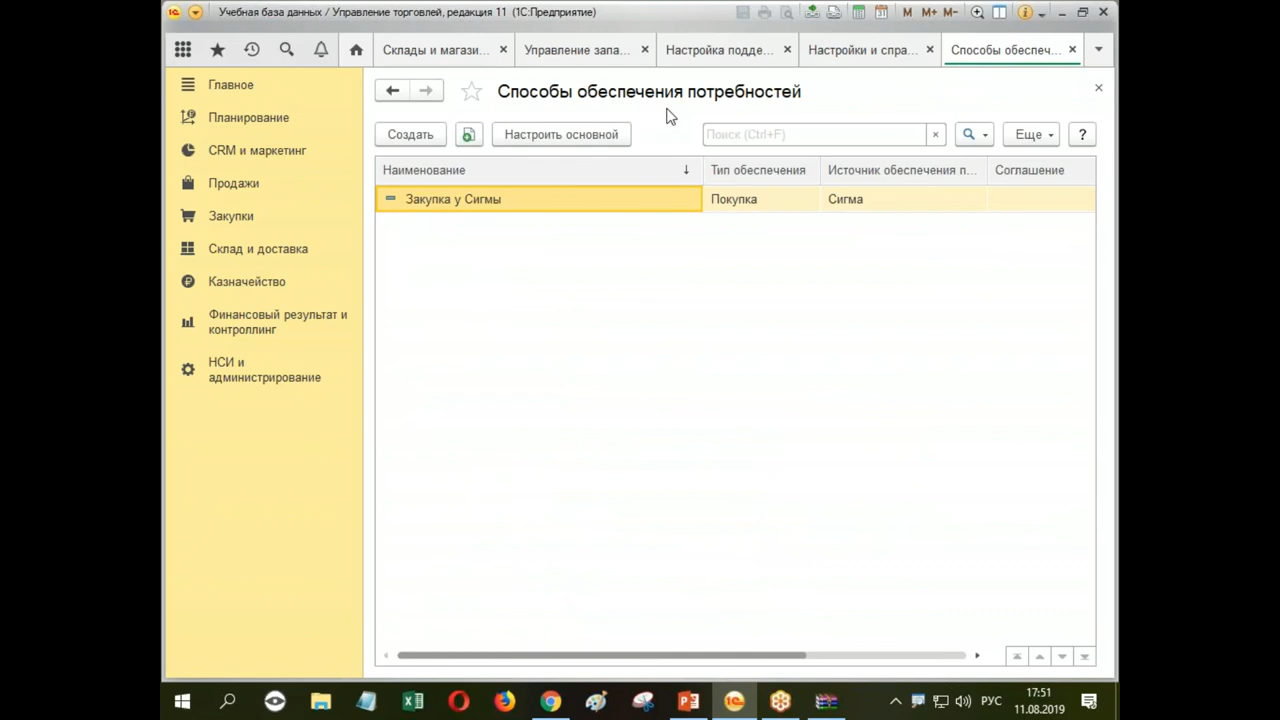 Учебная база данных / Управление торговлей, редакция 11 (1С:Предприятие)
M M+ M-
Склады и магази...
Управление запа...
Настройка подде...
Настройки и спра...
Способы обеспеч...
Главное
Планирование
CRM и маркетинг
Продажи
Закупки
Склад и доставка
Казначейство
Финансовый результат и
контроллинг
НСИ и
администрирование
Способы обеспечения потребностей
Создать
Настроить основной
Поиск (Ctrl+F)
Еще
?
Наименование
Тип обеспечения
Источник обеспечения п...
Соглашение
Закупка у Сигмы
Покупка
Сигма
РУС
17:51
11.08.2019